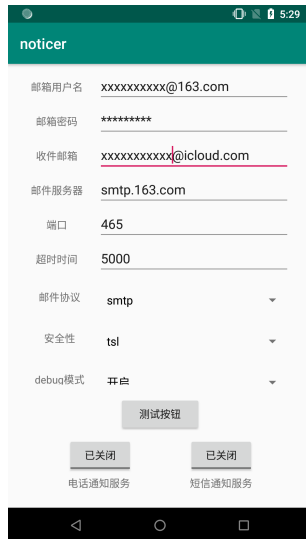 5:29
noticer
邮箱用户名 xxxxxxxxxx@163.com
邮箱密码 *********
收件邮箱 xxxxxxxxxxx@icloud.com
邮件服务器 smtp.163.com
端口 465
超时时间 5000
邮件协议 smtp
安全性 tsl
debug模式 开启
测试按钮
已关闭 已关闭
电话通知服务 短信通知服务